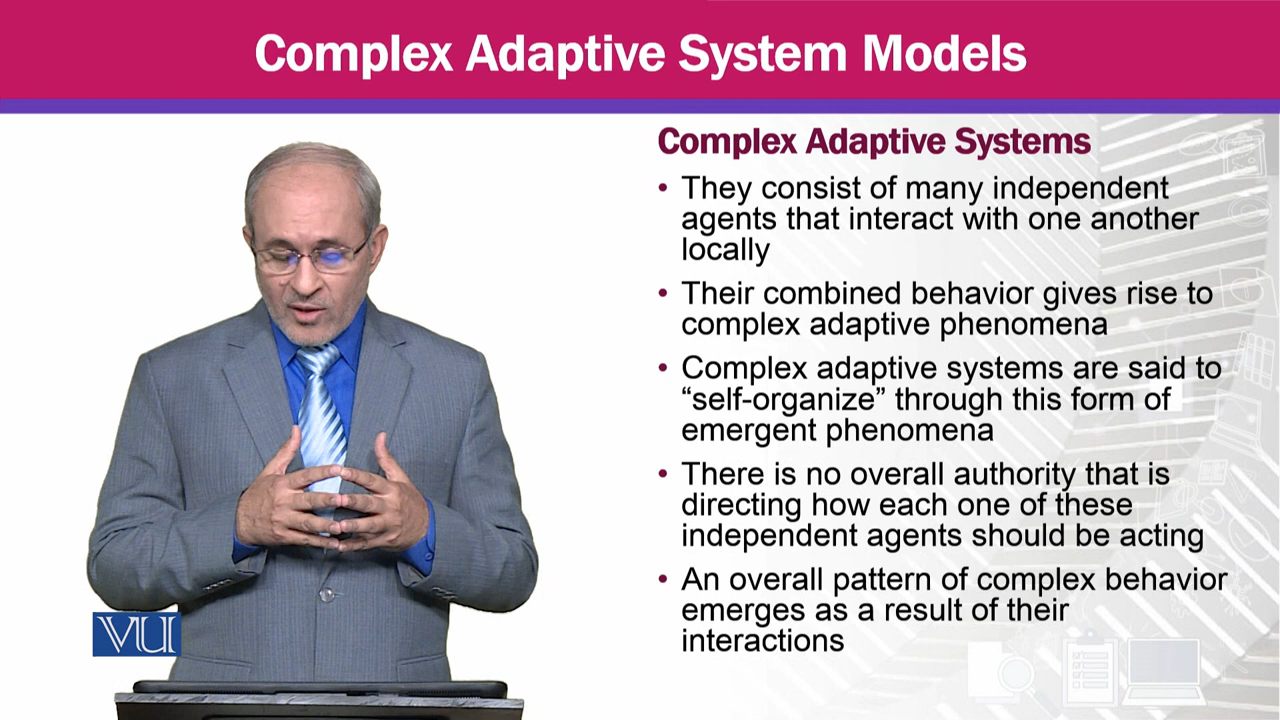 Complex Adaptive System Models
Complex Adaptive Systems
• They consist of many independent
agents that interact with one another
locally
• Their combined behavior gives rise to
complex adaptive phenomena
• Complex adaptive systems are said to
“self-organize” through this form of
emergent phenomena
• There is no overall authority that is
directing how each one of these
independent agents should be acting
• An overall pattern of complex behavior
emerges as a result of their
interactions
VU